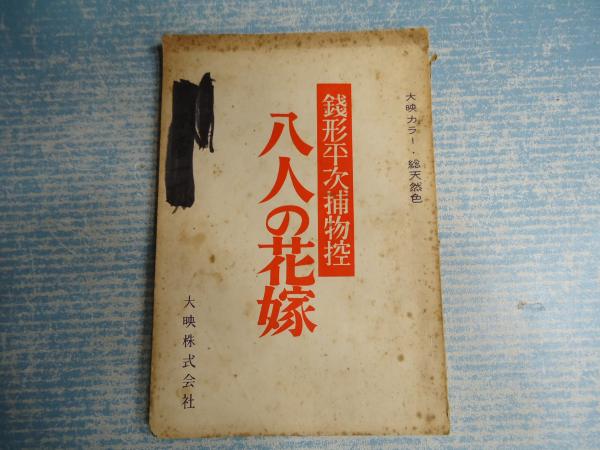 大映カラー・総天然色
銭形平次捕物控
八人の花嫁
大映株式会社